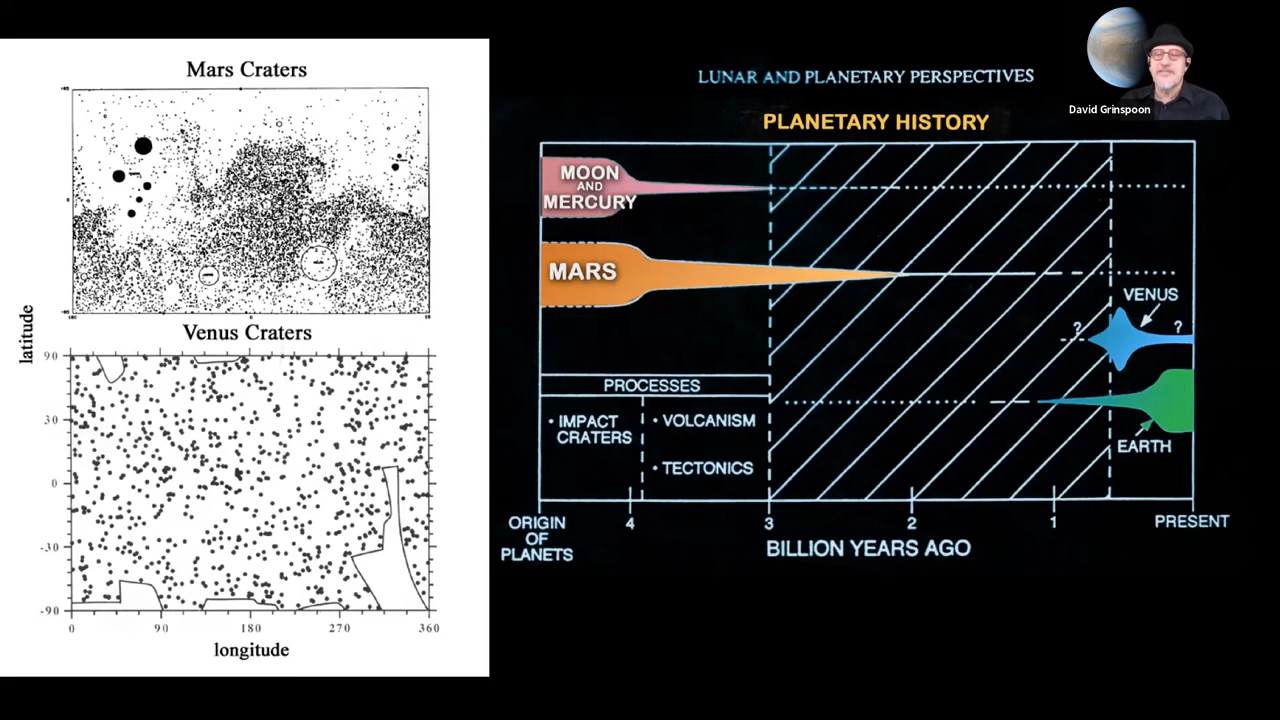 Mars Craters
Venus Craters
latitude
90
30
0
-30
-90
0
90
180
270
360
longitude
LUNAR AND PLANETARY PERSPECTIVES
PLANETARY HISTORY
MOON
AND
MERCURY
MARS
VENUS
?
?
EARTH
PROCESSES
• IMPACT
CRATERS
• VOLCANISM
• TECTONICS
ORIGIN
OF
PLANETS
4
3
2
1
PRESENT
BILLION YEARS AGO
David Grinspoon